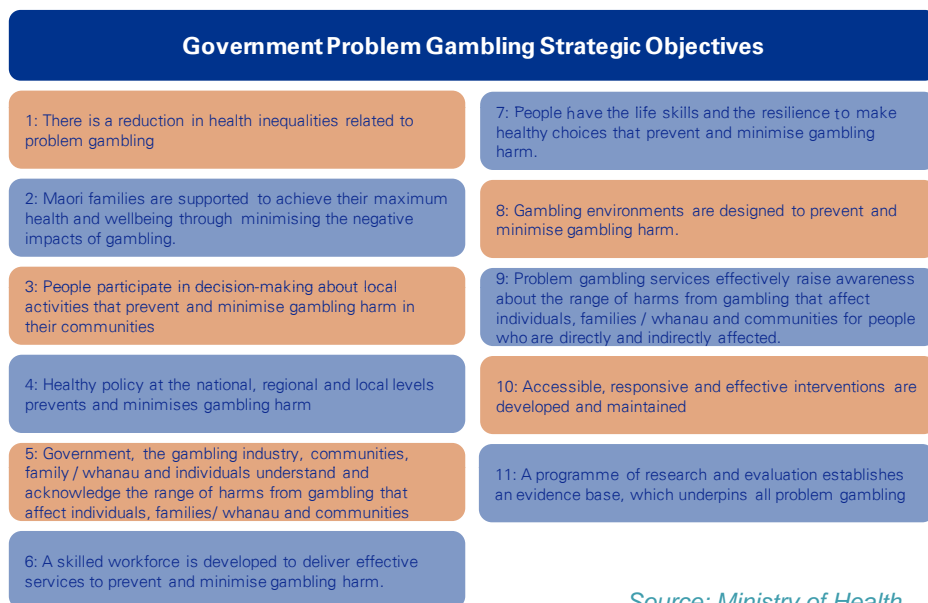 Government Problem Gambling Strategic Objectives
1: There is a reduction in health inequalities related to
problem gambling
2: Maori families are supported to achieve their maximum
health and wellbeing through minimising the negative
impacts of gambling.
3: People participate in decision-making about local
activities that prevent and minimise gambling harm in
their communities
4: Healthy policy at the national, regional and local levels
prevents and minimises gambling harm
5: Government, the gambling industry, communities,
family / whanau and individuals understand and
acknowledge the range of harms from gambling that
affect individuals, families/ whanau and communities
6: A skilled workforce is developed to deliver effective
services to prevent and minimise gambling harm.
7: People have the life skills and the resilience to make
healthy choices that prevent and minimise gambling
harm.
8: Gambling environments are designed to prevent and
minimise gambling harm.
9: Problem gambling services effectively raise awareness
about the range of harms from gambling that affect
individuals, families / whanau and communities for people
who are directly and indirectly affected.
10: Accessible, responsive and effective interventions are
developed and maintained
11: A programme of research and evaluation establishes
an evidence base, which underpins all problem gambling
Source: Ministry of Health